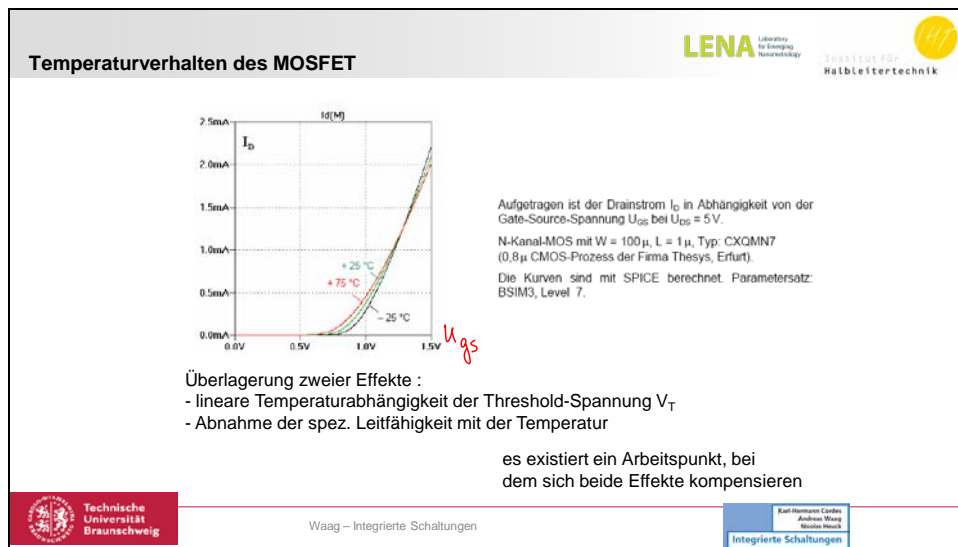 Temperaturverhalten des MOSFET
LENA Laboratory for Emerging Nanometrology
Institut für
Halbleitertechnik
Id(M)
2.5mA
I_D
2.0mA
1.5mA
1.0mA
+ 25 °C
+ 75 °C
0.5mA
– 25 °C
0.0mA
0.0V 0.5V 1.0V 1.5V
U_gs
Aufgetragen ist der Drainstrom I_D in Abhängigkeit von der
Gate-Source-Spannung U_GS bei U_DS = 5 V.
N-Kanal-MOS mit W = 100 µ, L = 1 µ, Typ: CXQMN7
(0,8 µ CMOS-Prozess der Firma Thesys, Erfurt).
Die Kurven sind mit SPICE berechnet. Parametersatz:
BSIM3, Level 7.
Überlagerung zweier Effekte :
- lineare Temperaturabhängigkeit der Threshold-Spannung V_T
- Abnahme der spez. Leitfähigkeit mit der Temperatur
es existiert ein Arbeitspunkt, bei
dem sich beide Effekte kompensieren
Technische
Universität
Braunschweig
Waag – Integrierte Schaltungen
Karl-Hermann Cordes
Andreas Waag
Nicolas Heuck
Integrierte Schaltungen